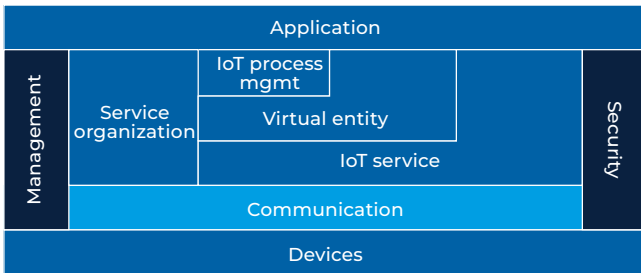 Application
Management
Service
organization
IoT process
mgmt
Virtual entity
IoT service
Security
Communication
Devices